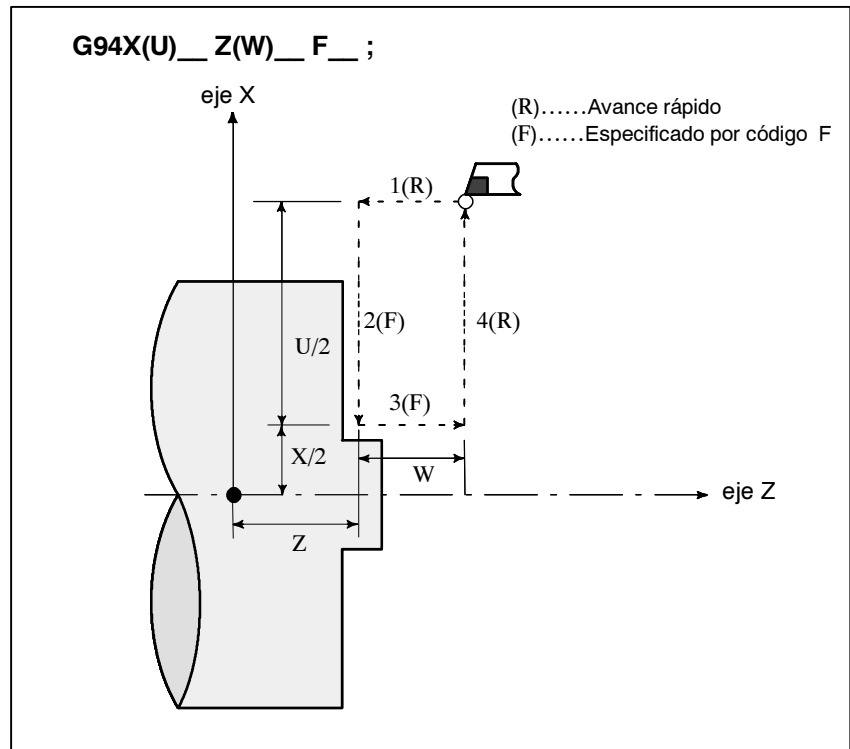 G94X(U)__ Z(W)__ F__ ;
eje X
(R)......Avance rápido
(F)......Especificado por código F
1(R)
2(F)
4(R)
U/2
3(F)
X/2
W
eje Z
Z